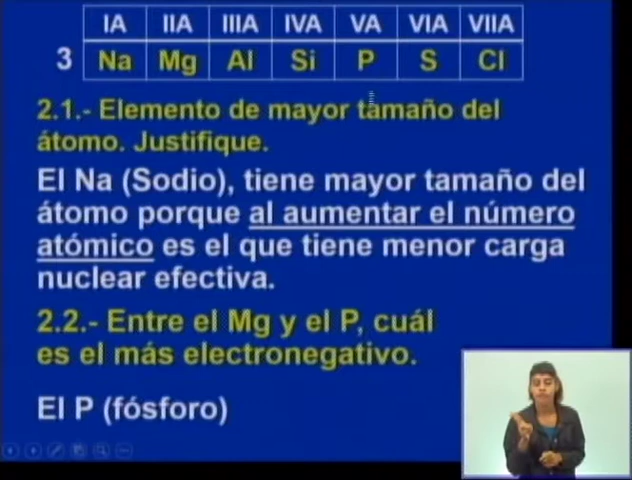 IA IIA IIIA IVA VA VIA VIIA
3 Na Mg Al Si P S Cl
2.1.- Elemento de mayor tamaño del
átomo. Justifique.
El Na (Sodio), tiene mayor tamaño del
átomo porque al aumentar el número
atómico es el que tiene menor carga
nuclear efectiva.
2.2.- Entre el Mg y el P, cuál
es el más electronegativo.
El P (fósforo)